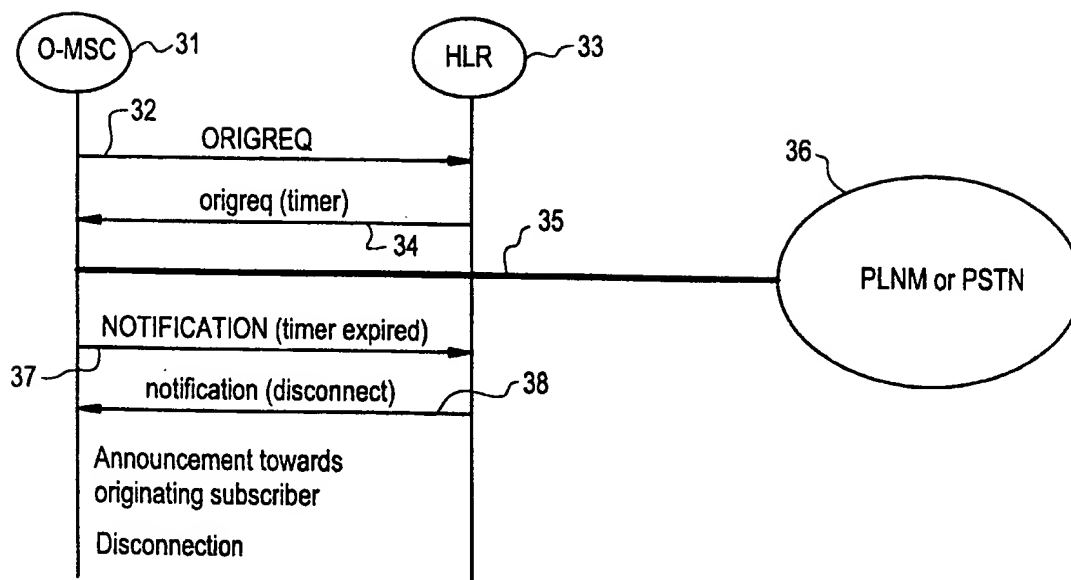 O-MSC
31
HLR
33
32
ORIGREQ
36
origreq (timer)
34
35
PLNM or PSTN
NOTIFICATION (timer expired)
37
notification (disconnect)
38
Announcement towards
originating subscriber
Disconnection